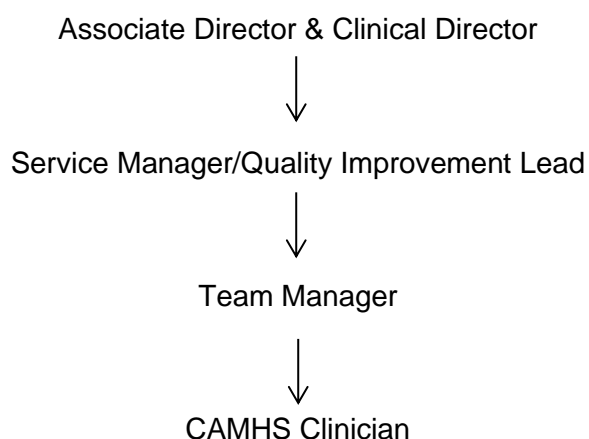 Associate Director & Clinical Director
Service Manager/Quality Improvement Lead
Team Manager
CAMHS Clinician